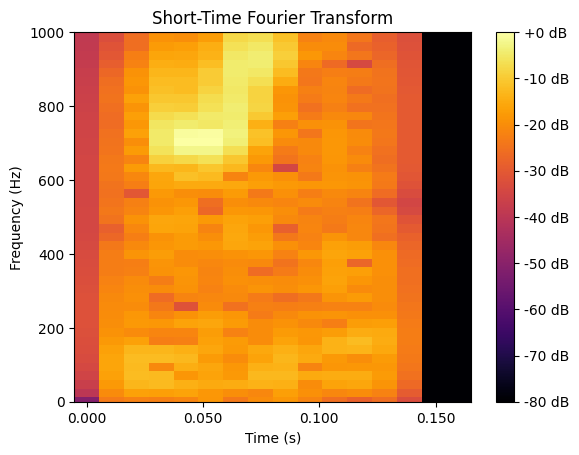 Short-Time Fourier Transform
1000
800
600
400
200
0
Frequency (Hz)
0.000
0.050
0.100
0.150
Time (s)
+0 dB
-10 dB
-20 dB
-30 dB
-40 dB
-50 dB
-60 dB
-70 dB
-80 dB